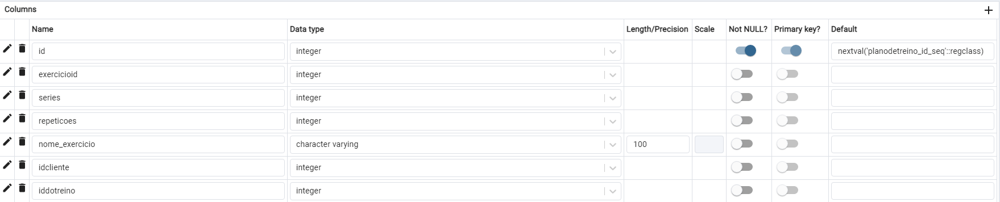 Columns
Name Data type Length/Precision Scale Not NULL? Primary key? Default
id integer nextval('planodetreino_id_seq'::regclass)
exercicioid integer
series integer
repeticoes integer
nome_exercicio character varying 100
idcliente integer
iddotreino integer